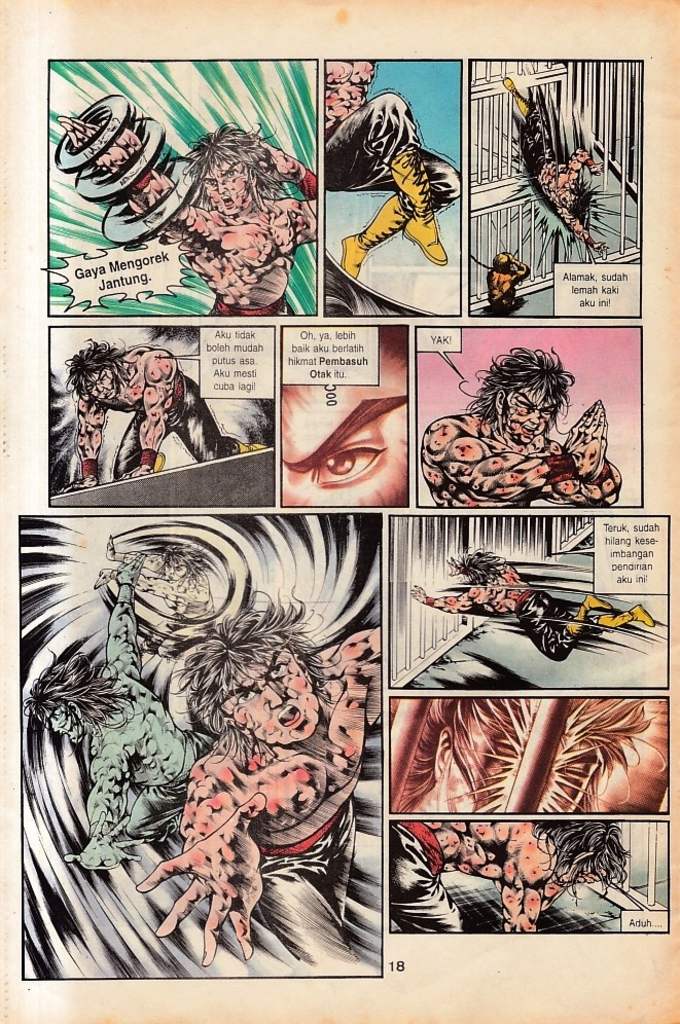 Gaya Mengorek
Jantung.
Alamak, sudah
lemah kaki
aku ini!
Aku tidak
boleh mudah
putus asa.
Aku mesti
cuba lagi!
Oh, ya, lebih
baik aku berlatih
hikmat Pembasuh
Otak itu.
YAK!
Teruk, sudah
hilang kese-
imbangan
pendirian
aku ini!
Aduh....
18